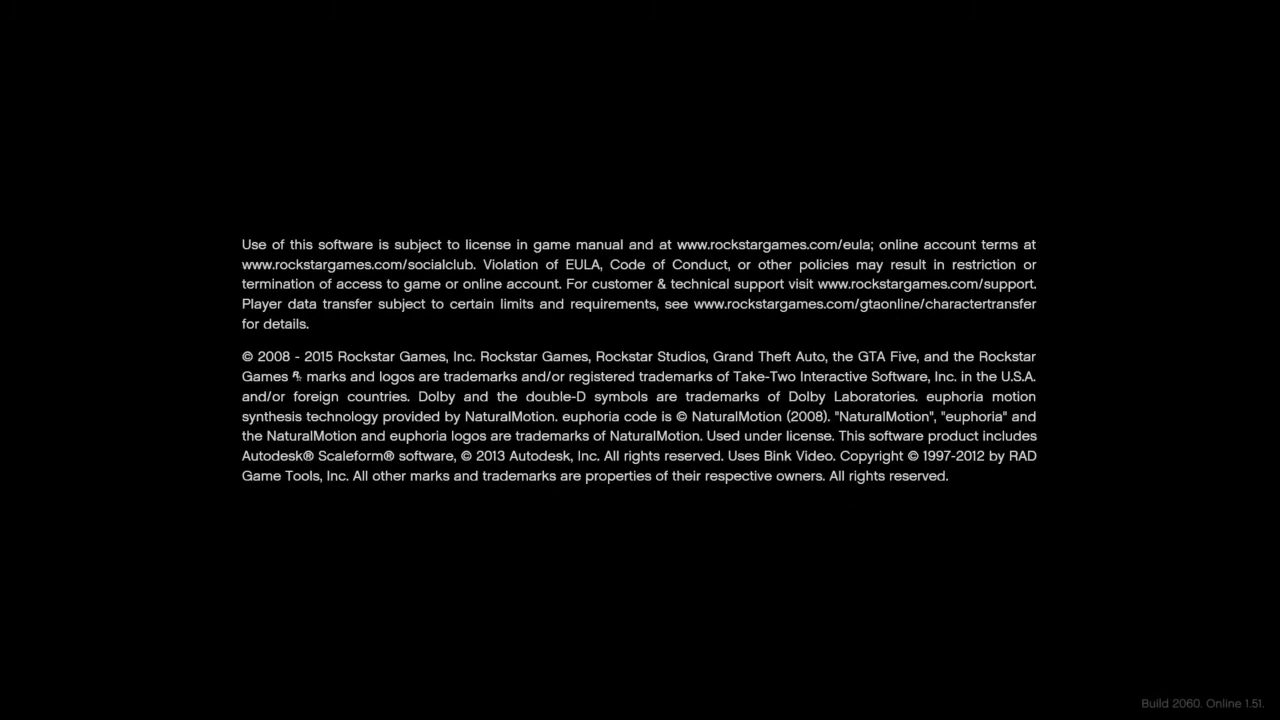 Use of this software is subject to license in game manual and at www.rockstargames.com/eula; online account terms at
www.rockstargames.com/socialclub. Violation of EULA, Code of Conduct, or other policies may result in restriction or
termination of access to game or online account. For customer & technical support visit www.rockstargames.com/support.
Player data transfer subject to certain limits and requirements, see www.rockstargames.com/gtaonline/charactertransfer
for details.
© 2008 - 2015 Rockstar Games, Inc. Rockstar Games, Rockstar Studios, Grand Theft Auto, the GTA Five, and the Rockstar
Games R* marks and logos are trademarks and/or registered trademarks of Take-Two Interactive Software, Inc. in the U.S.A.
and/or foreign countries. Dolby and the double-D symbols are trademarks of Dolby Laboratories. euphoria motion
synthesis technology provided by NaturalMotion. euphoria code is © NaturalMotion (2008). "NaturalMotion", "euphoria" and
the NaturalMotion and euphoria logos are trademarks of NaturalMotion. Used under license. This software product includes
Autodesk® Scaleform® software, © 2013 Autodesk, Inc. All rights reserved. Uses Bink Video. Copyright © 1997-2012 by RAD
Game Tools, Inc. All other marks and trademarks are properties of their respective owners. All rights reserved.
Build 2060. Online 1.51.